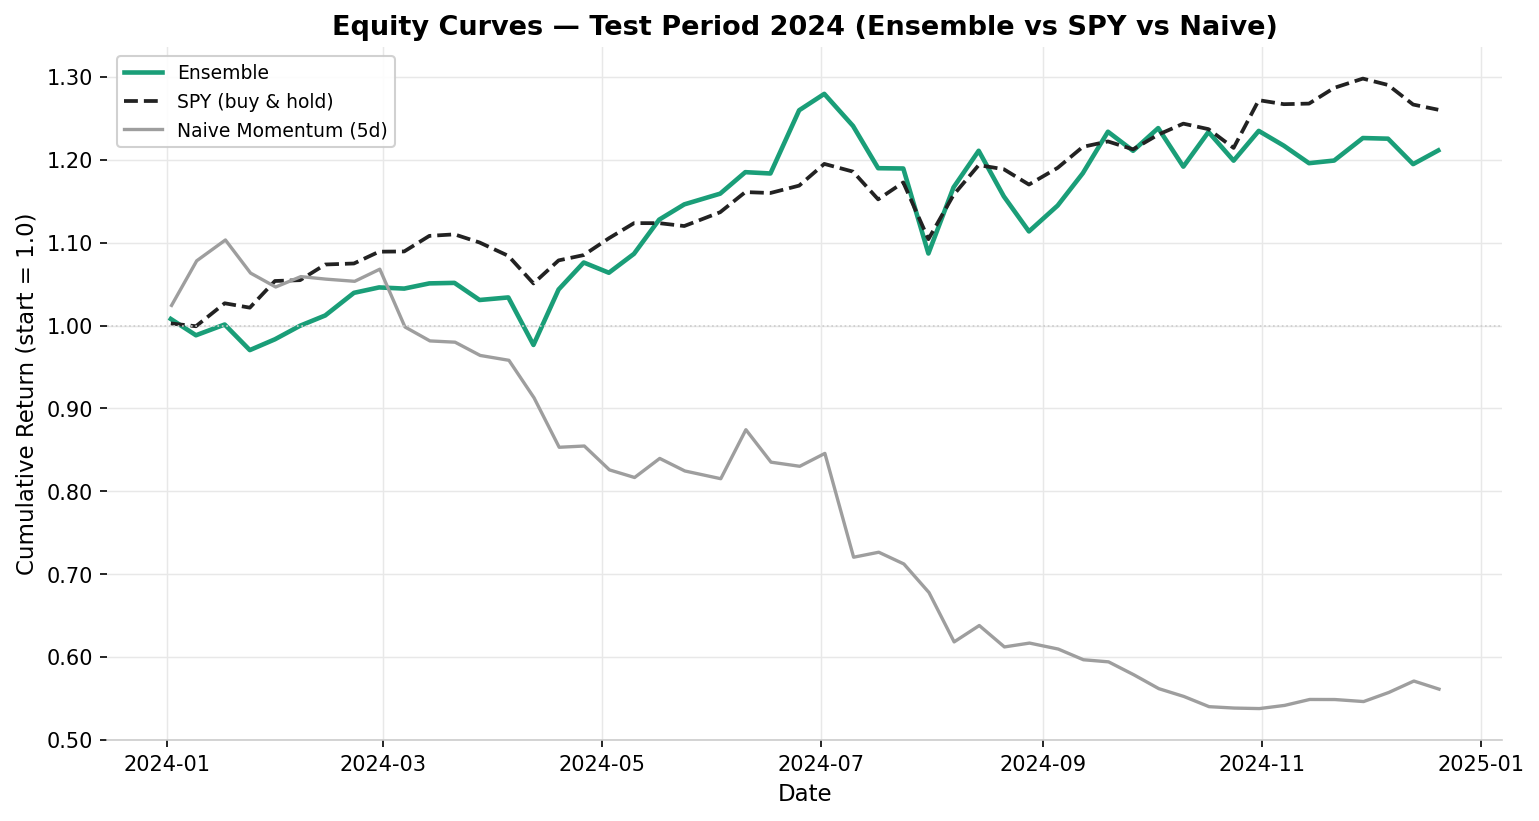 Equity Curves — Test Period 2024 (Ensemble vs SPY vs Naive)
Ensemble
SPY (buy & hold)
Naive Momentum (5d)
Cumulative Return (start = 1.0)
1.30
1.20
1.10
1.00
0.90
0.80
0.70
0.60
0.50
2024-01
2024-03
2024-05
2024-07
2024-09
2024-11
2025-01
Date